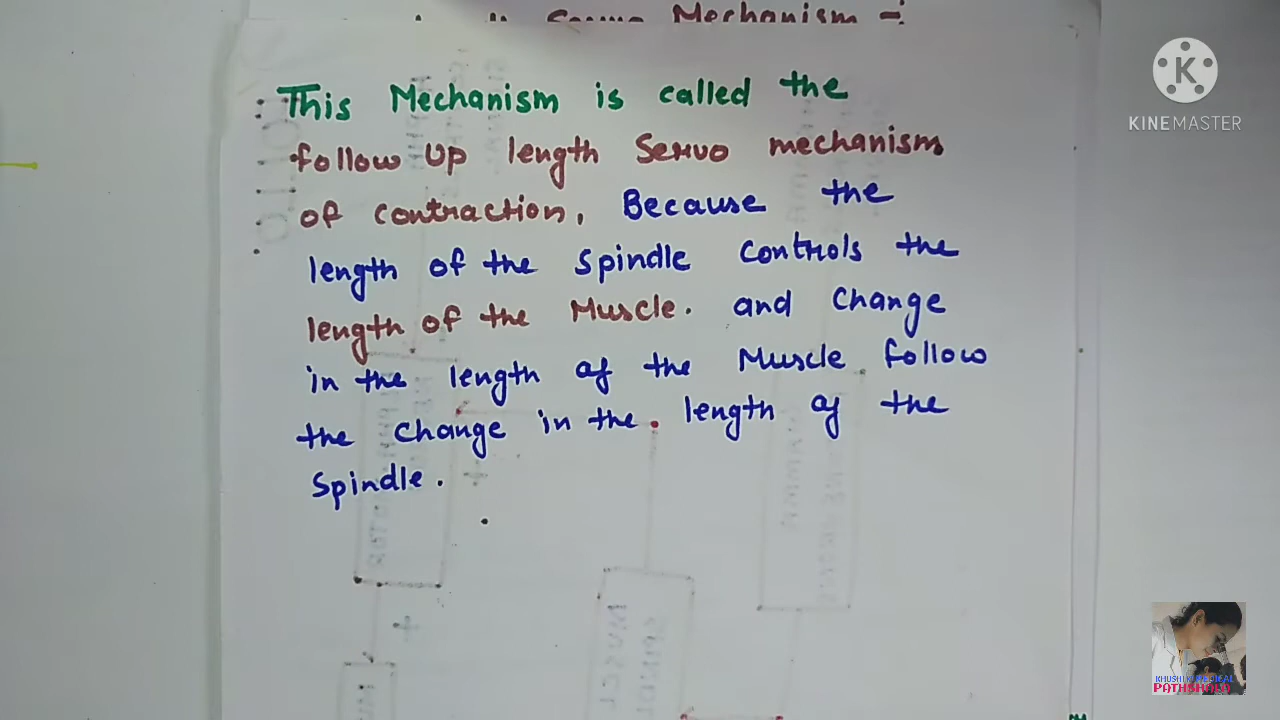 Servo Mechanism -:
This Mechanism is called the
follow up length Servo mechanism
of contraction. Because the
length of the spindle controls the
length of the Muscle. and change
in the length of the Muscle follow
the change in the length of the
spindle.
KINEMASTER
PATHSHALA